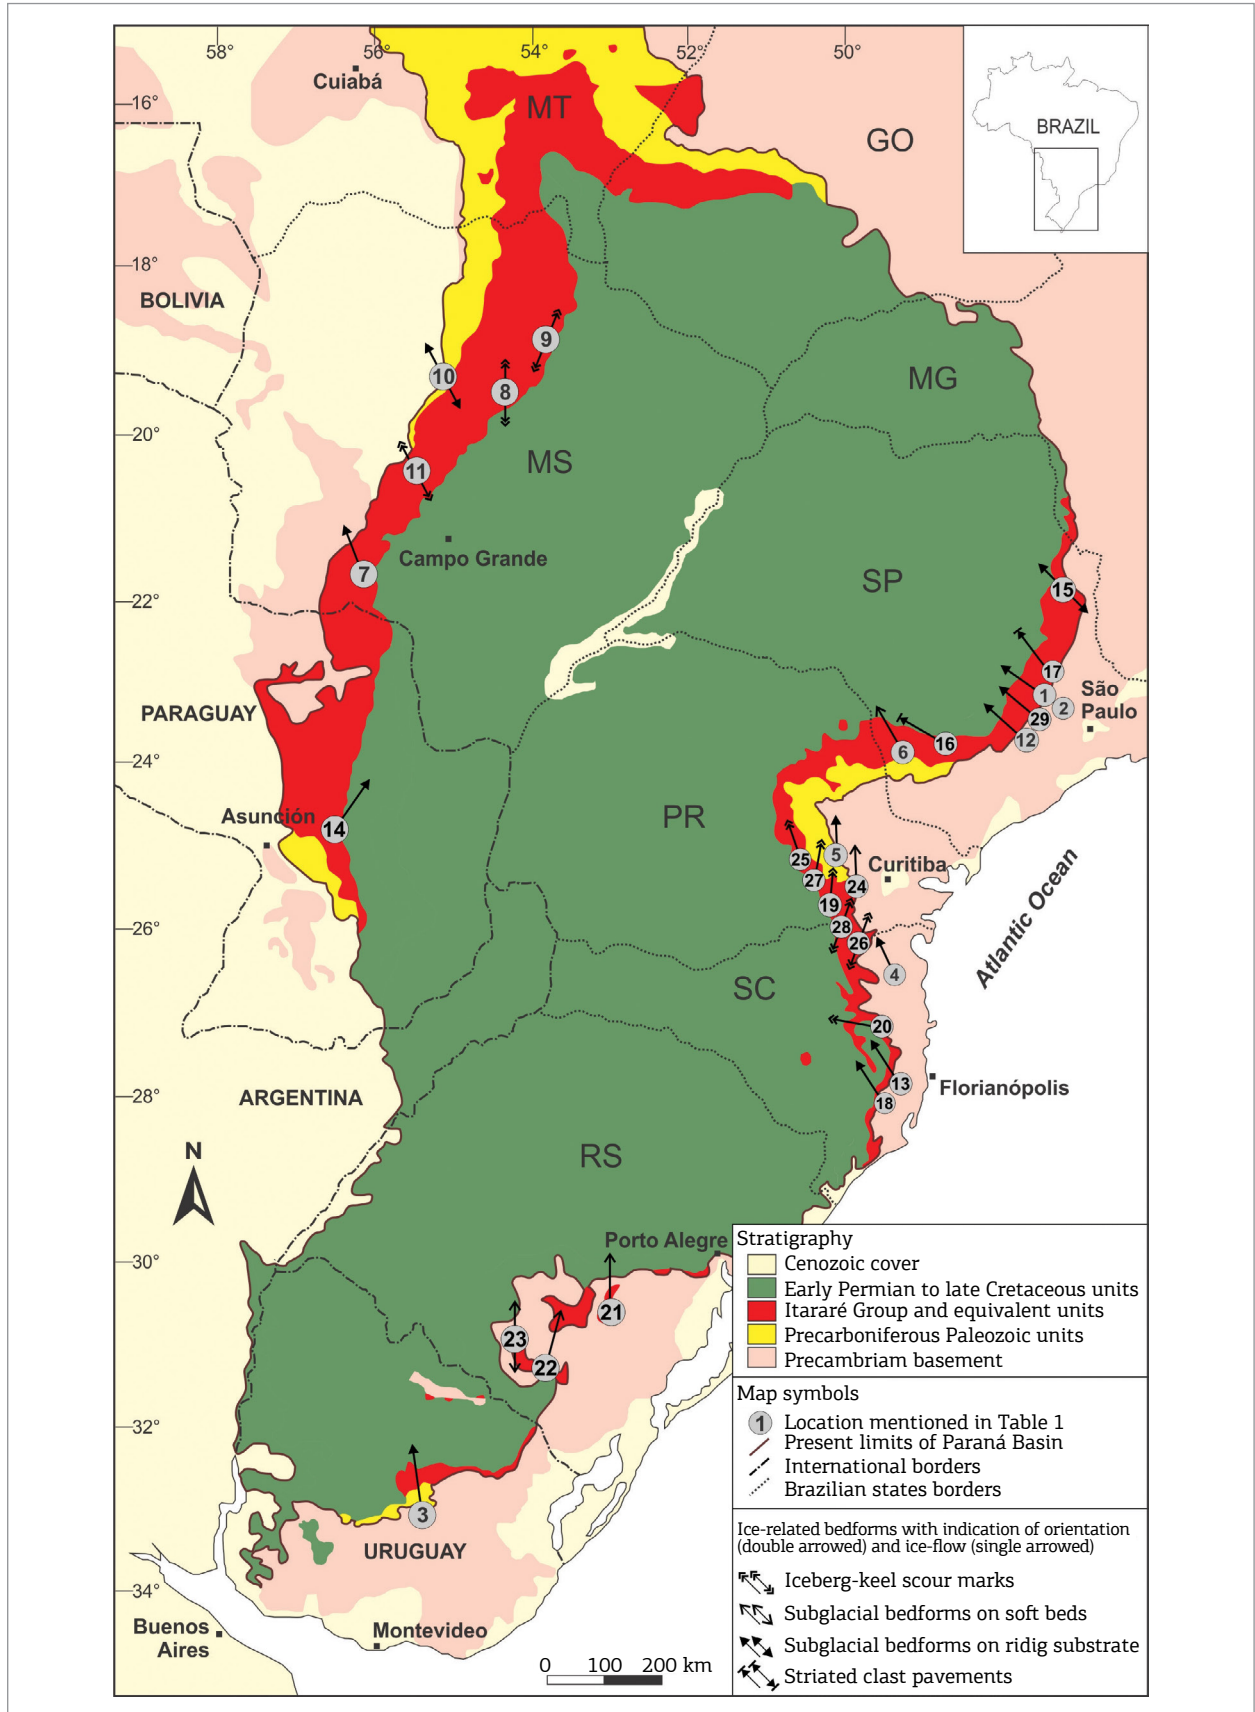 58°
56°
54°
52°
50°
Cuiabá
16°
MT
GO
BRAZIL
18°
BOLIVIA
9
10
8
MG
20°
MS
11
Campo Grande
7
SP
15
22°
17
São
Paulo
1
2
29
12
PARAGUAY
6
16
24°
Asunción
14
PR
5
25
Curitiba
27
24
19
28
26
26°
4
Atlantic Ocean
SC
20
13
Florianópolis
18
28°
ARGENTINA
N
RS
Porto Alegre
30°
21
23
22
32°
3
URUGUAY
34°
Buenos
Aires
Montevideo
0 100 200 km
Stratigraphy
Cenozoic cover
Early Permian to late Cretaceous units
Itararé Group and equivalent units
Precarboniferous Paleozoic units
Precambriam basement
Map symbols
1 Location mentioned in Table 1
Present limits of Paraná Basin
International borders
Brazilian states borders
Ice-related bedforms with indication of orientation
(double arrowed) and ice-flow (single arrowed)
Iceberg-keel scour marks
Subglacial bedforms on soft beds
Subglacial bedforms on ridig substrate
Striated clast pavements